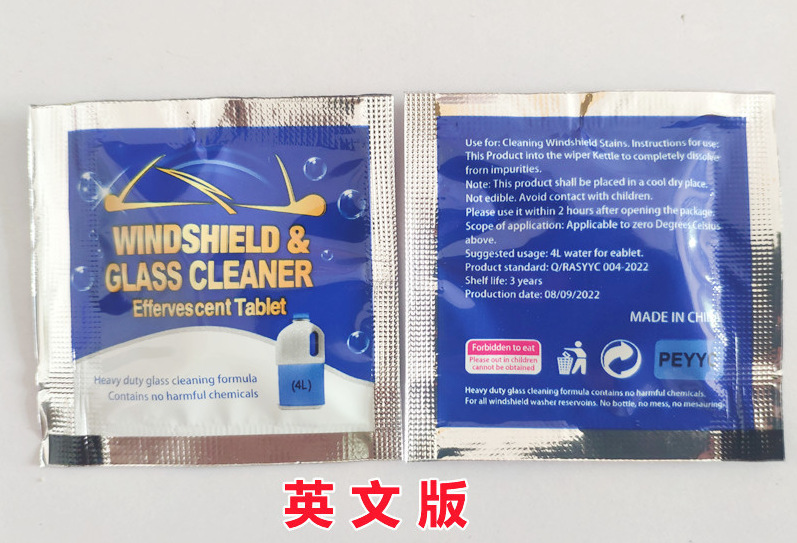 WINDSHIELD &
GLASS CLEANER
Effervescent Tablet
(4L)
Heavy duty glass cleaning formula
Contains no harmful chemicals
Use for: Cleaning Windshield Stains. Instructions for use:
This Product into the wiper Kettle to completely dissolve
frorn impurities.
Note: This product shall be placed in a cool dry place.
Not edible. Avoid contact with children.
Please use it within 2 hours after opening the package.
Scope of application: Applicable to zero Degrees Celsius
above.
Suggested usage: 4L water for eablet.
Product standard: Q/RASYYC 004-2022
Shelf life: 3 years
Production date: 08/09/2022
MADE IN CHINA
Forbidden to eat
Please out in children
cannot be obtained
PEYYC
Heavy duty glass cleaning formula contains no harmful chemicals.
For all windshield washer reservoins. No bottle, no mess, no mesauring.
英文版